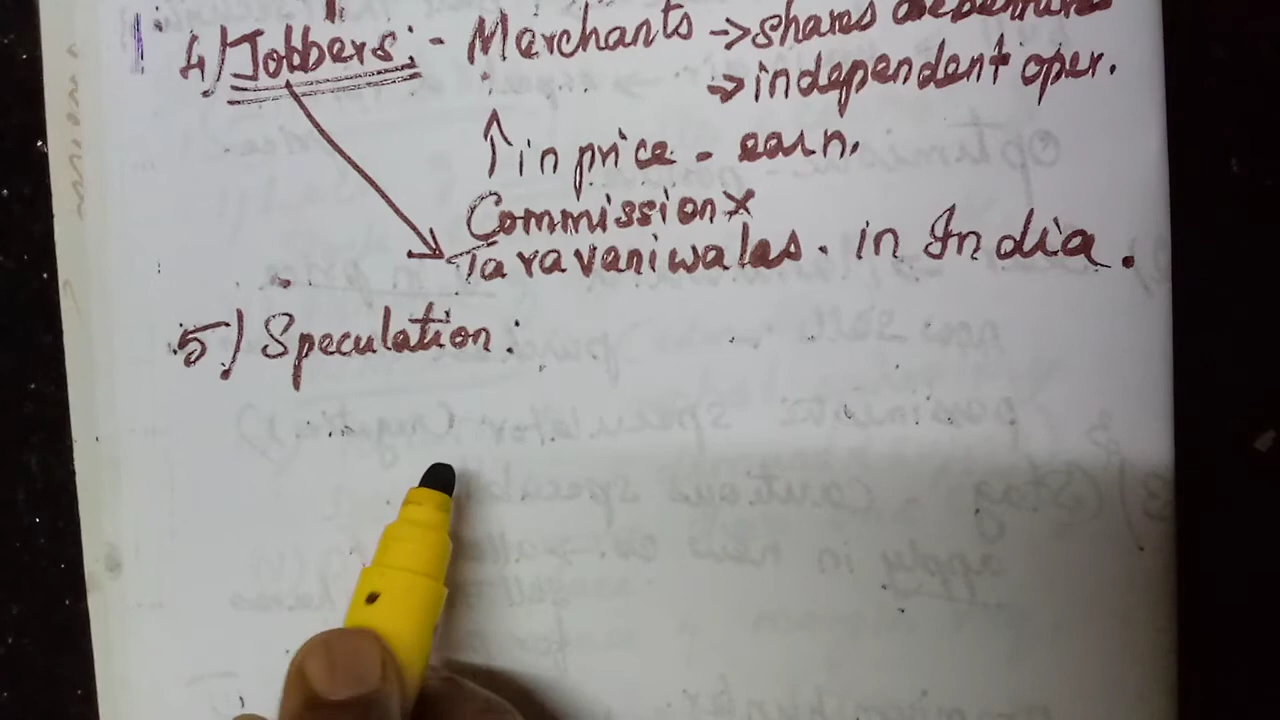 4) Jobbers: - Merchants → shares debentures
→ independent oper.
↑ in price - earn.
Commission x
Taravaniwalas. in India.
5) Speculation: